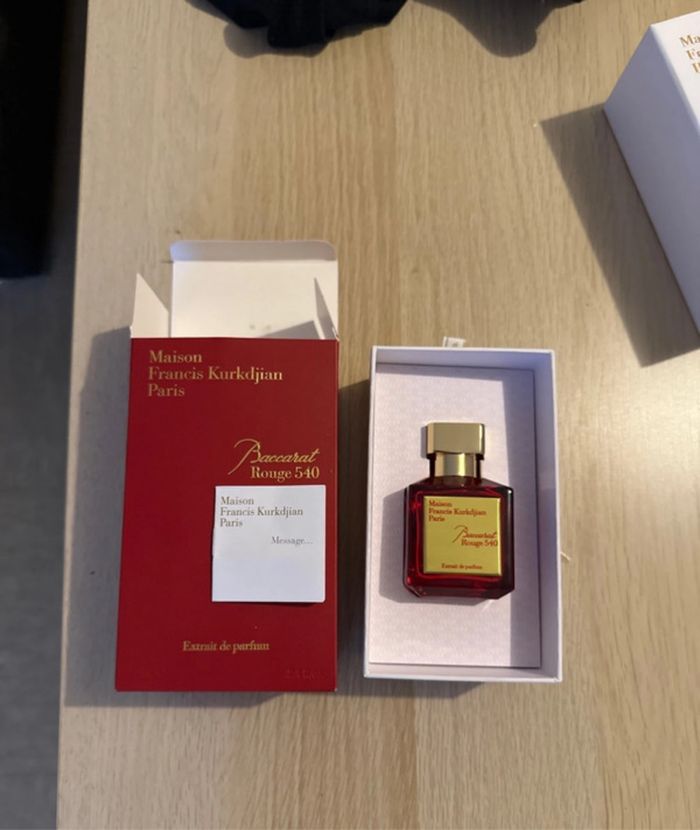 Maison
Francis Kurkdjian
Paris
Baccarat
Rouge 540
Maison
Francis Kurkdjian
Paris
Message...
Extrait de parfum
Maison
Francis Kurkdjian
Paris
Baccarat
Rouge 540
Extrait de parfum